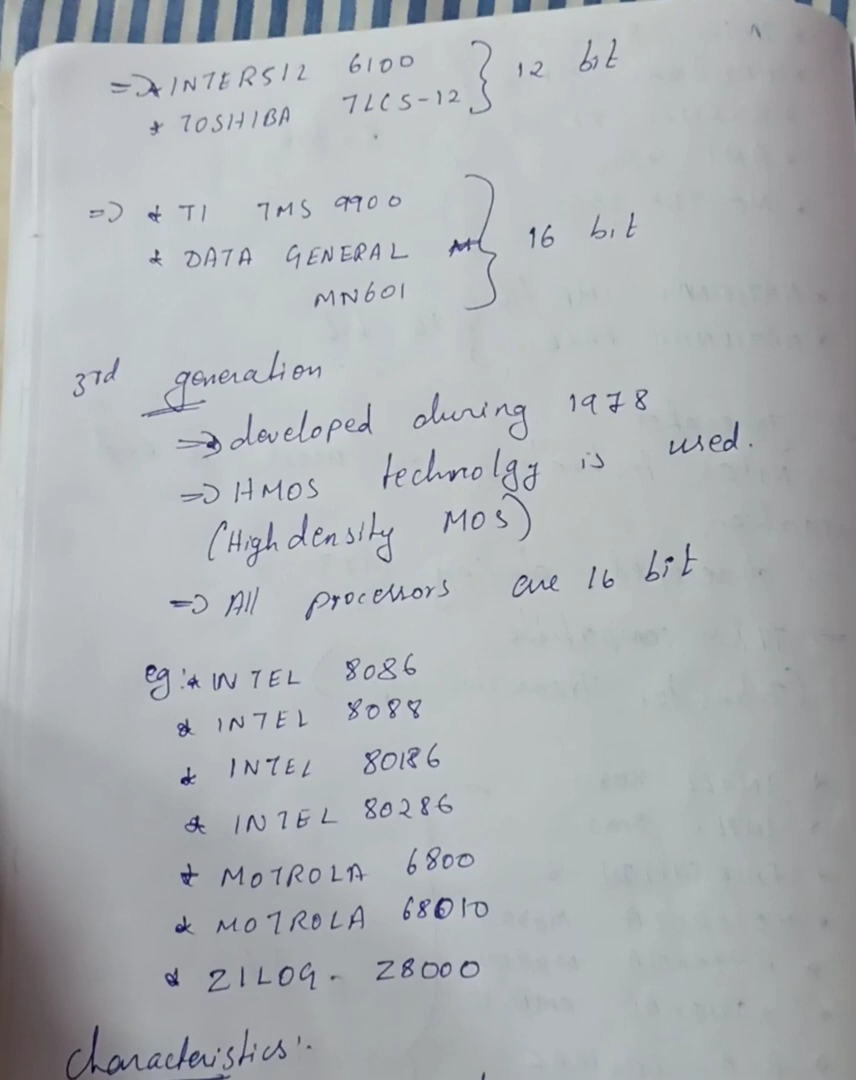 => * INTERSIL 6100
* TOSHIBA TLCS-12 } 12 bit
=> * TI TMS 9900
* DATA GENERAL
MN601 } 16 bit
3rd generation
=> developed during 1978
=> HMOS technolgy is used.
(High density MOS)
=> All processors are 16 bit
eg:* INTEL 8086
* INTEL 8088
* INTEL 80186
* INTEL 80286
* MOTROLA 6800
* MOTROLA 68010
* ZILOG - Z8000
characteristics:-